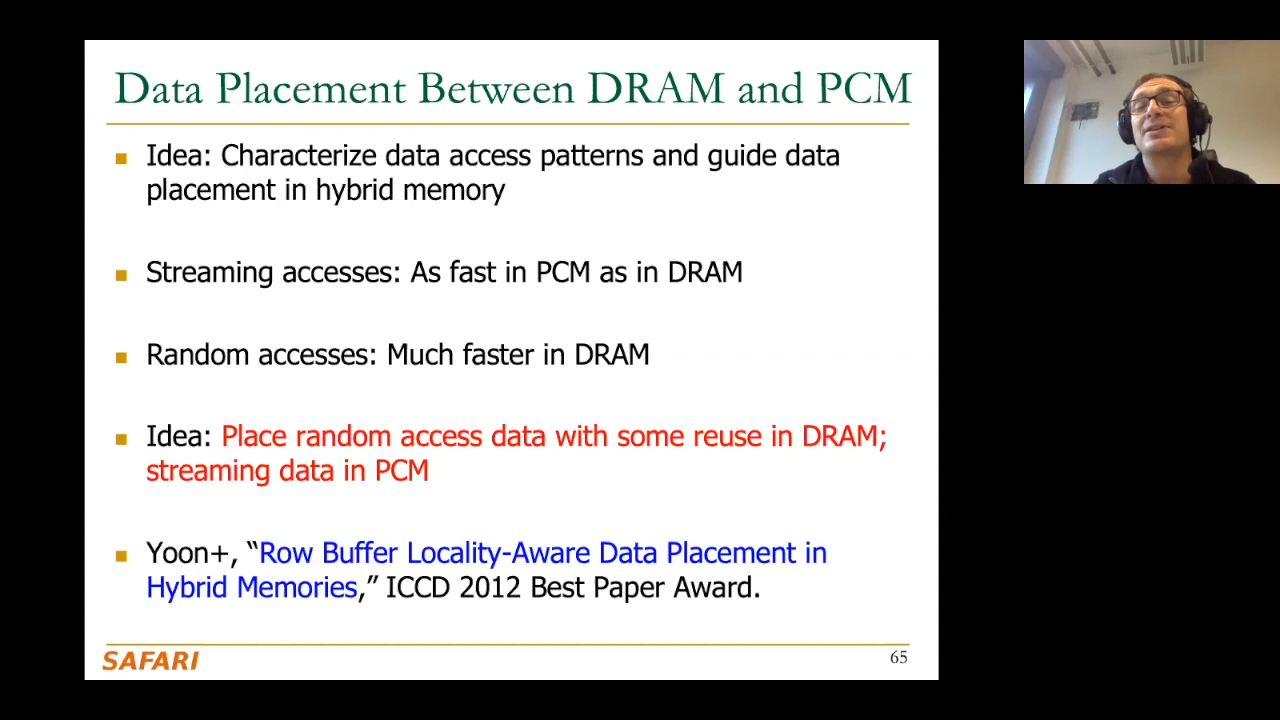 Data Placement Between DRAM and PCM
Idea: Characterize data access patterns and guide data
placement in hybrid memory
Streaming accesses: As fast in PCM as in DRAM
Random accesses: Much faster in DRAM
Idea: Place random access data with some reuse in DRAM;
streaming data in PCM
Yoon+, “Row Buffer Locality-Aware Data Placement in
Hybrid Memories,” ICCD 2012 Best Paper Award.
SAFARI
65